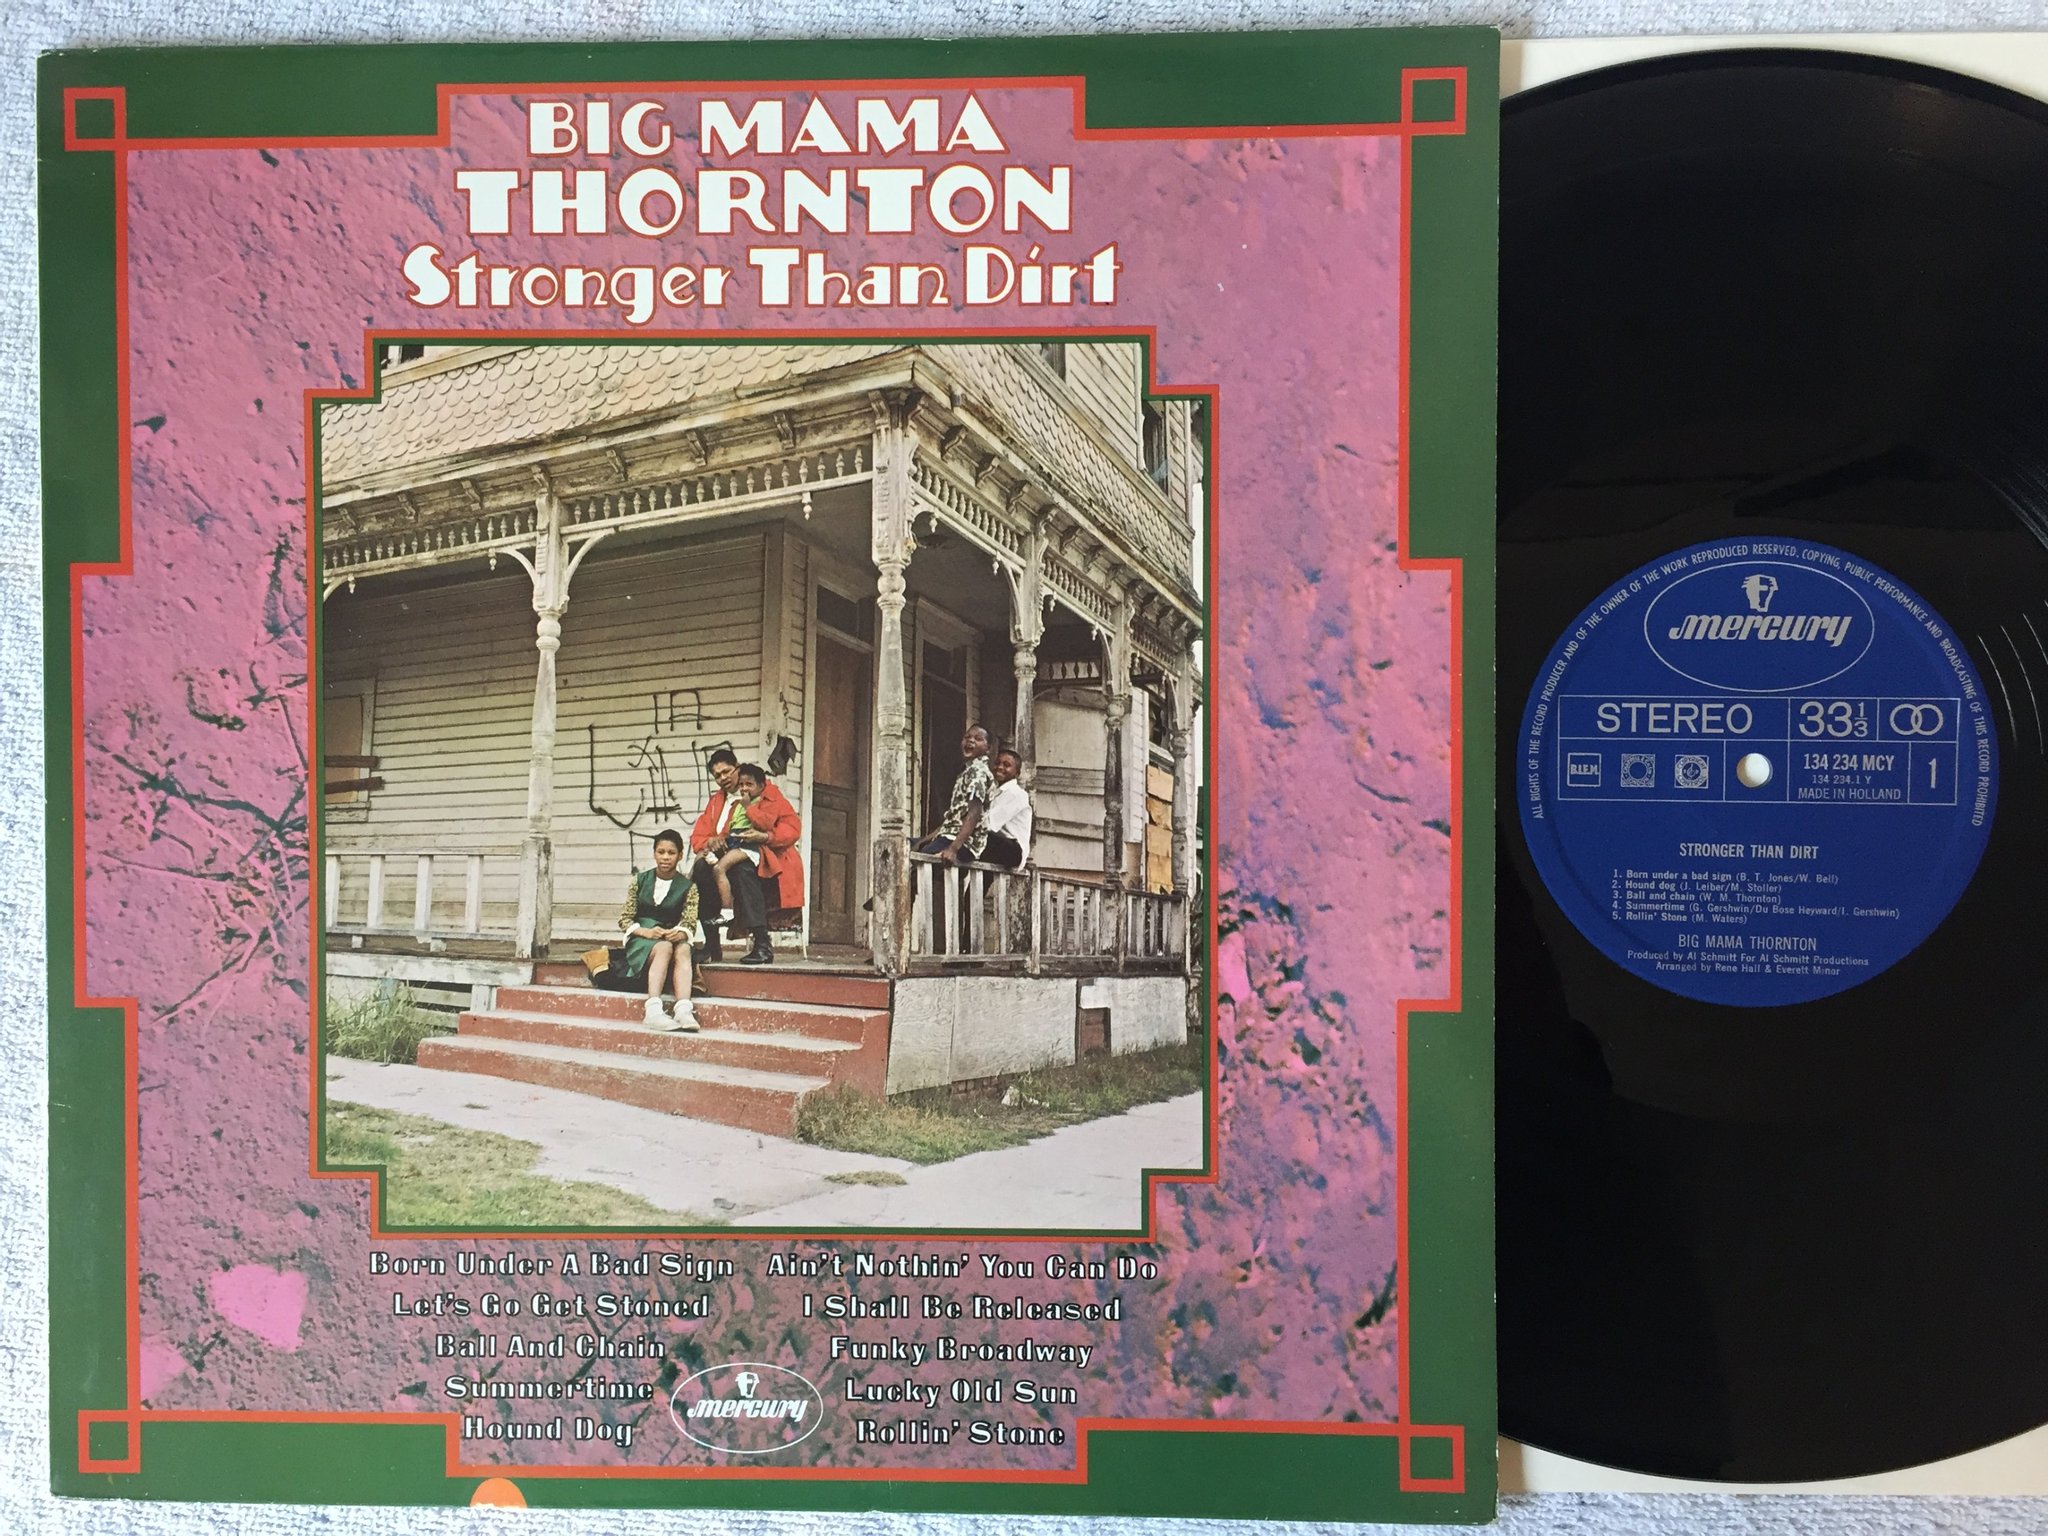 BIG MAMA
THORNTON
Stronger Than Dirt
Born Under A Bad Sign
Let's Go Get Stoned
Ball And Chain
Summertime
Hound Dog
Ain't Nothin' You Can Do
I Shall Be Released
Funky Broadway
Lucky Old Sun
Rollin' Stone
mercury
ALL RIGHTS OF THE RECORD PRODUCER AND OF THE OWNER OF THE WORK REPRODUCED RESERVED. COPYING, PUBLIC PERFORMANCE AND BROADCASTING OF THIS RECORD PROHIBITED
mercury
STEREO 33 1/3
B.I.E.M.
134 234 MCY
134 234.1 Y
MADE IN HOLLAND
1
STRONGER THAN DIRT
1. Born under a bad sign (B. T. Jones/W. Bell)
2. Hound dog (J. Leiber/M. Stoller)
3. Ball and chain (W. M. Thornton)
4. Summertime (G. Gershwin/Du Bose Heyward/I. Gershwin)
5. Rollin' Stone (M. Waters)
BIG MAMA THORNTON
Produced by Al Schmitt For Al Schmitt Productions
Arranged by Rene Hall & Everett Minor